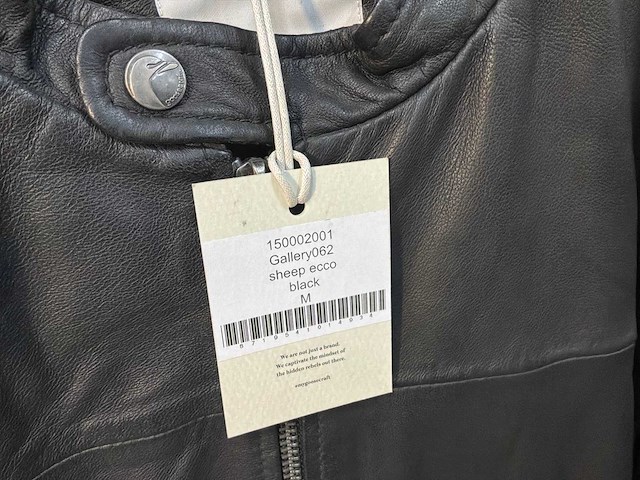 150002001
Gallery062
sheep ecco
black
M
8719541014934
We are not just a brand.
We captivate the mindset of
the hidden rebels out there.